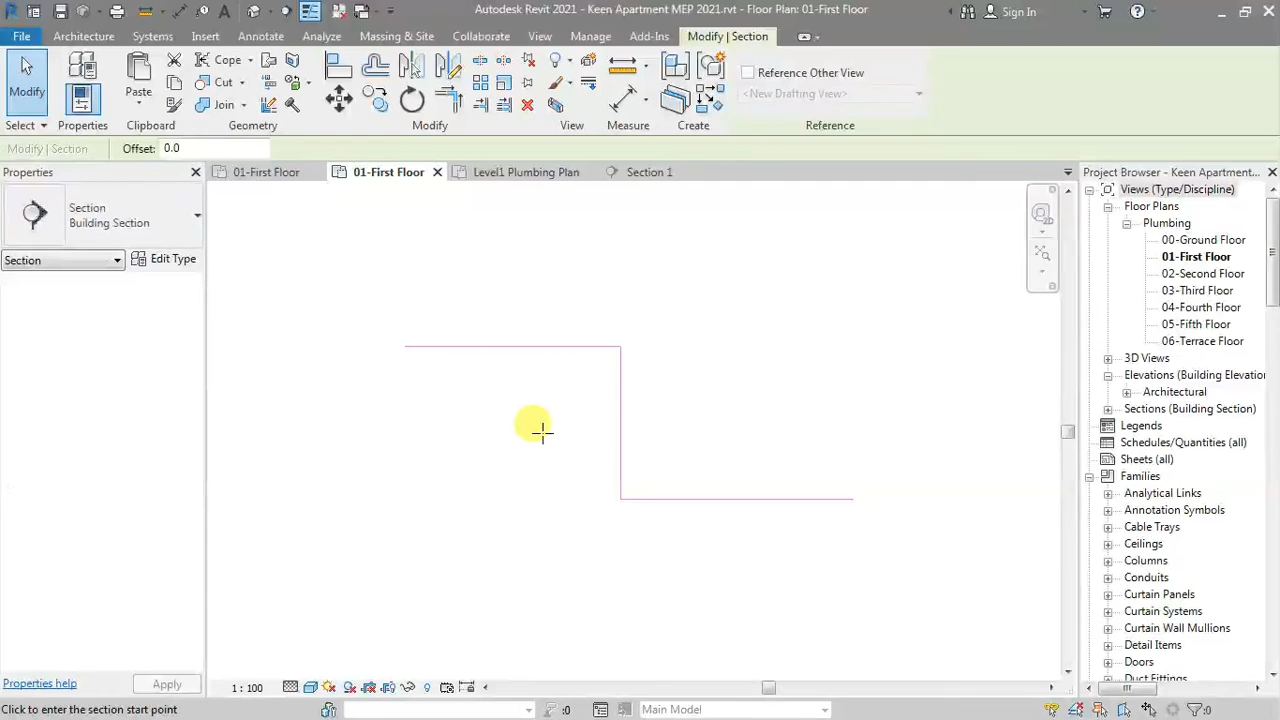 Autodesk Revit 2021 - Keen Apartment MEP 2021.rvt - Floor Plan: 01-First Floor
Sign In
File Architecture Systems Insert Annotate Analyze Massing & Site Collaborate View Manage Add-Ins Modify | Section
Modify
Paste
Cope
Cut
Join
Reference Other View
<New Drafting View>
Select Properties Clipboard Geometry Modify View Measure Create Reference
Modify | Section Offset: 0.0
Properties
01-First Floor 01-First Floor Level1 Plumbing Plan Section 1
Project Browser - Keen Apartment...
Section
Building Section
Section Edit Type
Views (Type/Discipline)
Floor Plans
Plumbing
00-Ground Floor
01-First Floor
02-Second Floor
03-Third Floor
04-Fourth Floor
05-Fifth Floor
06-Terrace Floor
3D Views
Elevations (Building Elevation
Architectural
Sections (Building Section)
Legends
Schedules/Quantities (all)
Sheets (all)
Families
Analytical Links
Annotation Symbols
Cable Trays
Ceilings
Columns
Conduits
Curtain Panels
Curtain Systems
Curtain Wall Mullions
Detail Items
Doors
Duct Fittings
2D
Properties help Apply
1 : 100
Click to enter the section start point
:0
Main Model
:0